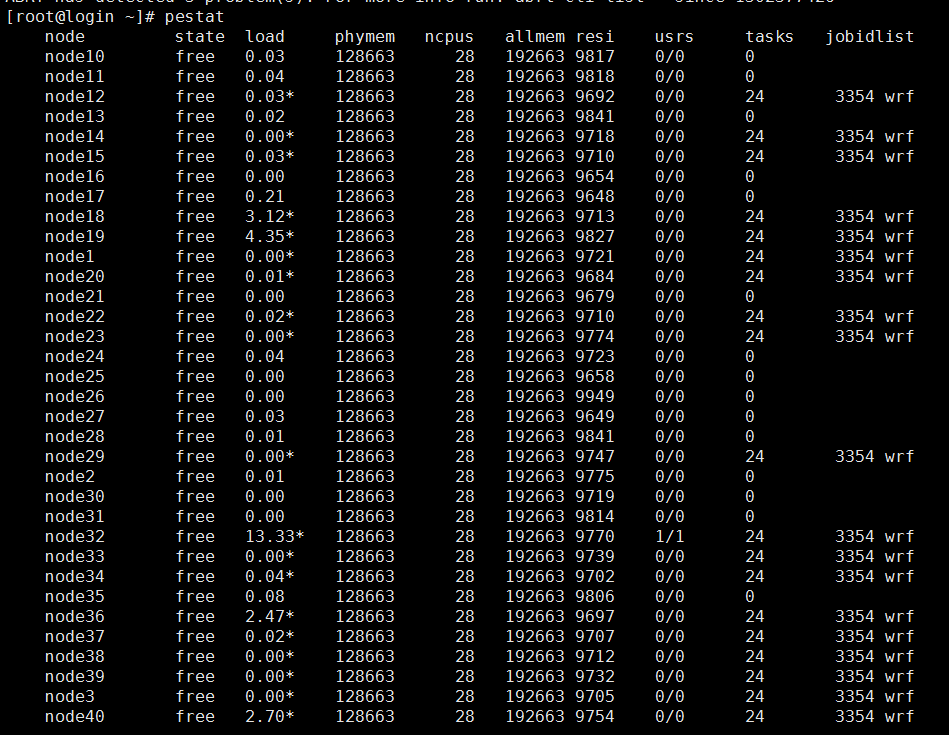 [root@login ~]# pestat
node state load phymem ncpus allmem resi usrs tasks jobidlist
node10 free 0.03 128663 28 192663 9817 0/0 0
node11 free 0.04 128663 28 192663 9818 0/0 0
node12 free 0.03* 128663 28 192663 9692 0/0 24 3354 wrf
node13 free 0.02 128663 28 192663 9841 0/0 0
node14 free 0.00* 128663 28 192663 9718 0/0 24 3354 wrf
node15 free 0.03* 128663 28 192663 9710 0/0 24 3354 wrf
node16 free 0.00 128663 28 192663 9654 0/0 0
node17 free 0.21 128663 28 192663 9648 0/0 0
node18 free 3.12* 128663 28 192663 9713 0/0 24 3354 wrf
node19 free 4.35* 128663 28 192663 9827 0/0 24 3354 wrf
node1 free 0.00* 128663 28 192663 9721 0/0 24 3354 wrf
node20 free 0.01* 128663 28 192663 9684 0/0 24 3354 wrf
node21 free 0.00 128663 28 192663 9679 0/0 0
node22 free 0.02* 128663 28 192663 9710 0/0 24 3354 wrf
node23 free 0.00* 128663 28 192663 9774 0/0 24 3354 wrf
node24 free 0.04 128663 28 192663 9723 0/0 0
node25 free 0.00 128663 28 192663 9658 0/0 0
node26 free 0.00 128663 28 192663 9949 0/0 0
node27 free 0.03 128663 28 192663 9649 0/0 0
node28 free 0.01 128663 28 192663 9841 0/0 0
node29 free 0.00* 128663 28 192663 9747 0/0 24 3354 wrf
node2 free 0.01 128663 28 192663 9775 0/0 0
node30 free 0.00 128663 28 192663 9719 0/0 0
node31 free 0.00 128663 28 192663 9814 0/0 0
node32 free 13.33* 128663 28 192663 9770 1/1 24 3354 wrf
node33 free 0.00* 128663 28 192663 9739 0/0 24 3354 wrf
node34 free 0.04* 128663 28 192663 9702 0/0 24 3354 wrf
node35 free 0.08 128663 28 192663 9806 0/0 0
node36 free 2.47* 128663 28 192663 9697 0/0 24 3354 wrf
node37 free 0.02* 128663 28 192663 9707 0/0 24 3354 wrf
node38 free 0.00* 128663 28 192663 9712 0/0 24 3354 wrf
node39 free 0.00* 128663 28 192663 9732 0/0 24 3354 wrf
node3 free 0.00* 128663 28 192663 9705 0/0 24 3354 wrf
node40 free 2.70* 128663 28 192663 9754 0/0 24 3354 wrf